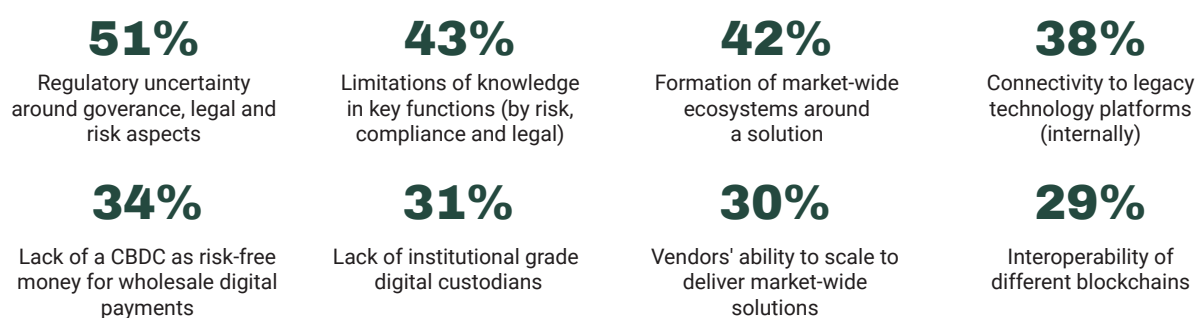 51%
Regulatory uncertainty
around goverance, legal and
risk aspects
43%
Limitations of knowledge
in key functions (by risk,
compliance and legal)
42%
Formation of market-wide
ecosystems around
a solution
38%
Connectivity to legacy
technology platforms
(internally)
34%
Lack of a CBDC as risk-free
money for wholesale digital
payments
31%
Lack of institutional grade
digital custodians
30%
Vendors' ability to scale to
deliver market-wide
solutions
29%
Interoperability of
different blockchains